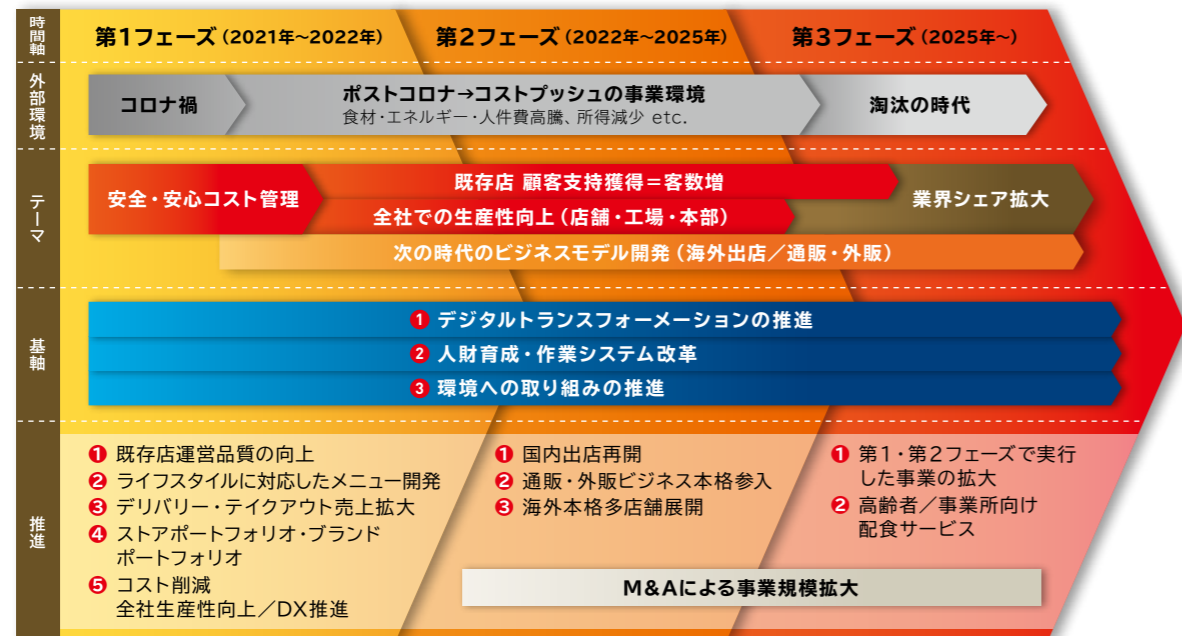 時間軸
第1フェーズ（2021年～2022年）
第2フェーズ（2022年～2025年）
第3フェーズ（2025年～）
外部環境
コロナ禍
ポストコロナ→コストプッシュの事業環境
食材・エネルギー・人件費高騰、所得減少 etc.
淘汰の時代
テーマ
安全・安心コスト管理
既存店 顧客支持獲得＝客数増
全社での生産性向上（店舗・工場・本部）
業界シェア拡大
次の時代のビジネスモデル開発（海外出店／通販・外販）
基軸
❶ デジタルトランスフォーメーションの推進
❷ 人財育成・作業システム改革
❸ 環境への取り組みの推進
推進
❶ 既存店運営品質の向上
❷ ライフスタイルに対応したメニュー開発
❸ デリバリー・テイクアウト売上拡大
❹ ストアポートフォリオ・ブランド
ポートフォリオ
❺ コスト削減
全社生産性向上／DX推進
❶ 国内出店再開
❷ 通販・外販ビジネス本格参入
❸ 海外本格多店舗展開
❶ 第1・第2フェーズで実行
した事業の拡大
❷ 高齢者／事業所向け
配食サービス
M&Aによる事業規模拡大